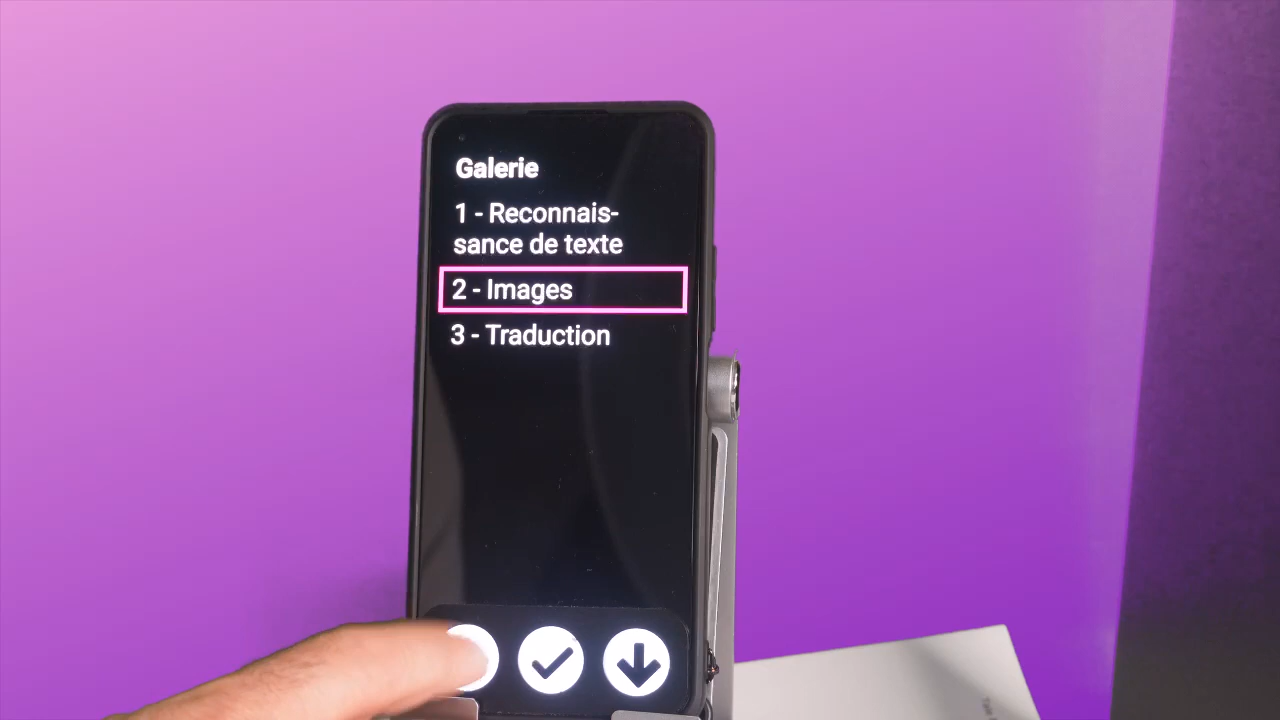 Galerie
1 - Reconnais-
sance de texte
2 - Images
3 - Traduction